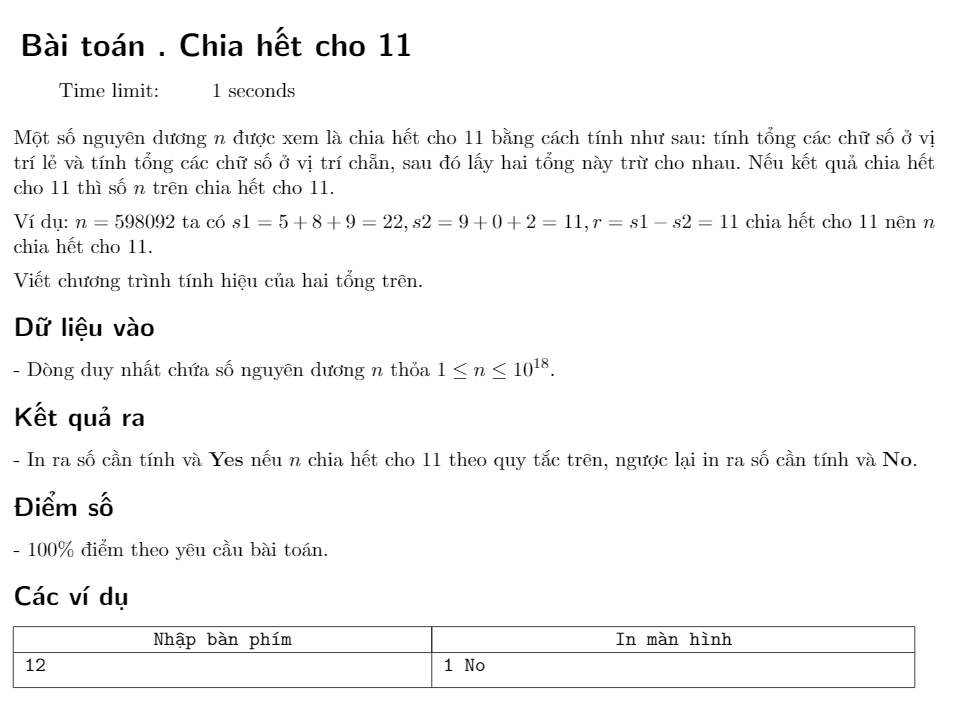 Bài toán . Chia hết cho 11
Time limit: 1 seconds
Một số nguyên dương n được xem là chia hết cho 11 bằng cách tính như sau: tính tổng các chữ số ở vị
trí lẻ và tính tổng các chữ số ở vị trí chẵn, sau đó lấy hai tổng này trừ cho nhau. Nếu kết quả chia hết
cho 11 thì số n trên chia hết cho 11.
Ví dụ: n = 598092 ta có s1 = 5 + 8 + 9 = 22, s2 = 9 + 0 + 2 = 11, r = s1 − s2 = 11 chia hết cho 11 nên n
chia hết cho 11.
Viết chương trình tính hiệu của hai tổng trên.
Dữ liệu vào
- Dòng duy nhất chứa số nguyên dương n thỏa 1 ≤ n ≤ 10^18.
Kết quả ra
- In ra số cần tính và Yes nếu n chia hết cho 11 theo quy tắc trên, ngược lại in ra số cần tính và No.
Điểm số
- 100% điểm theo yêu cầu bài toán.
Các ví dụ
Nhập bàn phím In màn hình
12 1 No